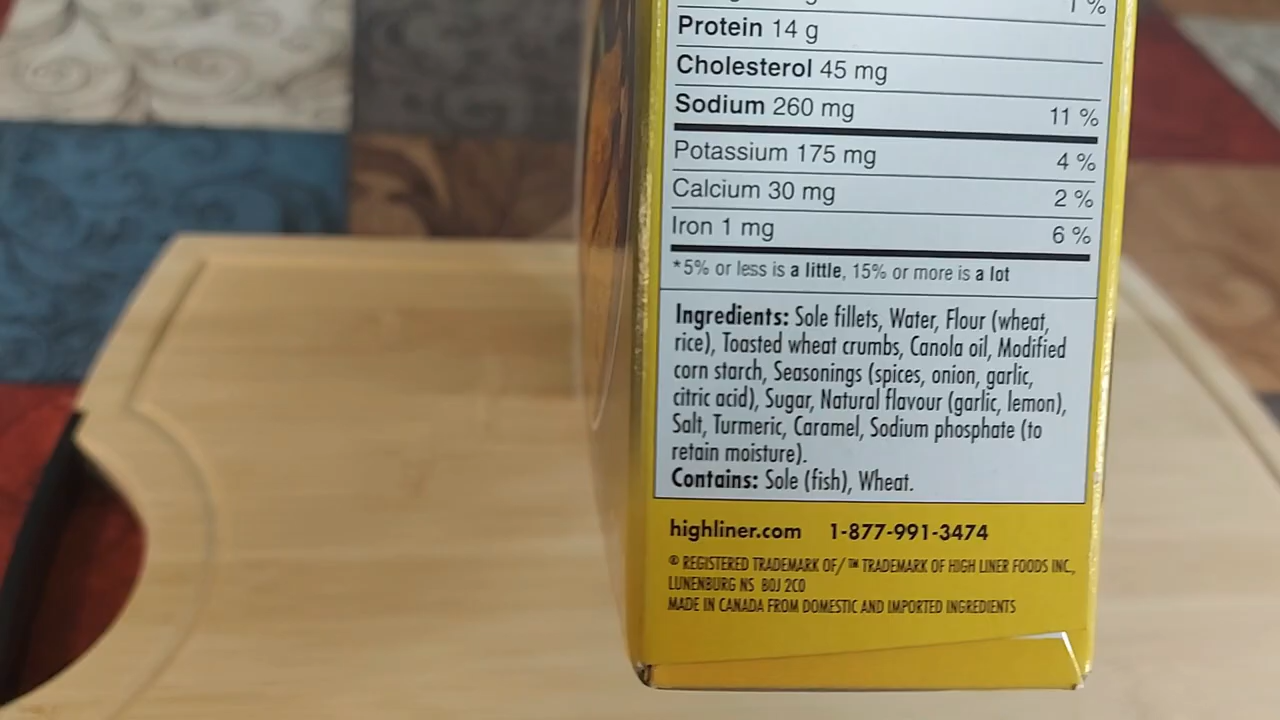 1 %
Protein 14 g
Cholesterol 45 mg
Sodium 260 mg 11 %
Potassium 175 mg 4 %
Calcium 30 mg 2 %
Iron 1 mg 6 %
*5% or less is a little, 15% or more is a lot
Ingredients: Sole fillets, Water, Flour (wheat,
rice), Toasted wheat crumbs, Canola oil, Modified
corn starch, Seasonings (spices, onion, garlic,
citric acid), Sugar, Natural flavour (garlic, lemon),
Salt, Turmeric, Caramel, Sodium phosphate (to
retain moisture).
Contains: Sole (fish), Wheat.
highliner.com 1-877-991-3474
® REGISTERED TRADEMARK OF/™ TRADEMARK OF HIGH LINER FOODS INC.,
LUNENBURG NS B0J 2C0
MADE IN CANADA FROM DOMESTIC AND IMPORTED INGREDIENTS